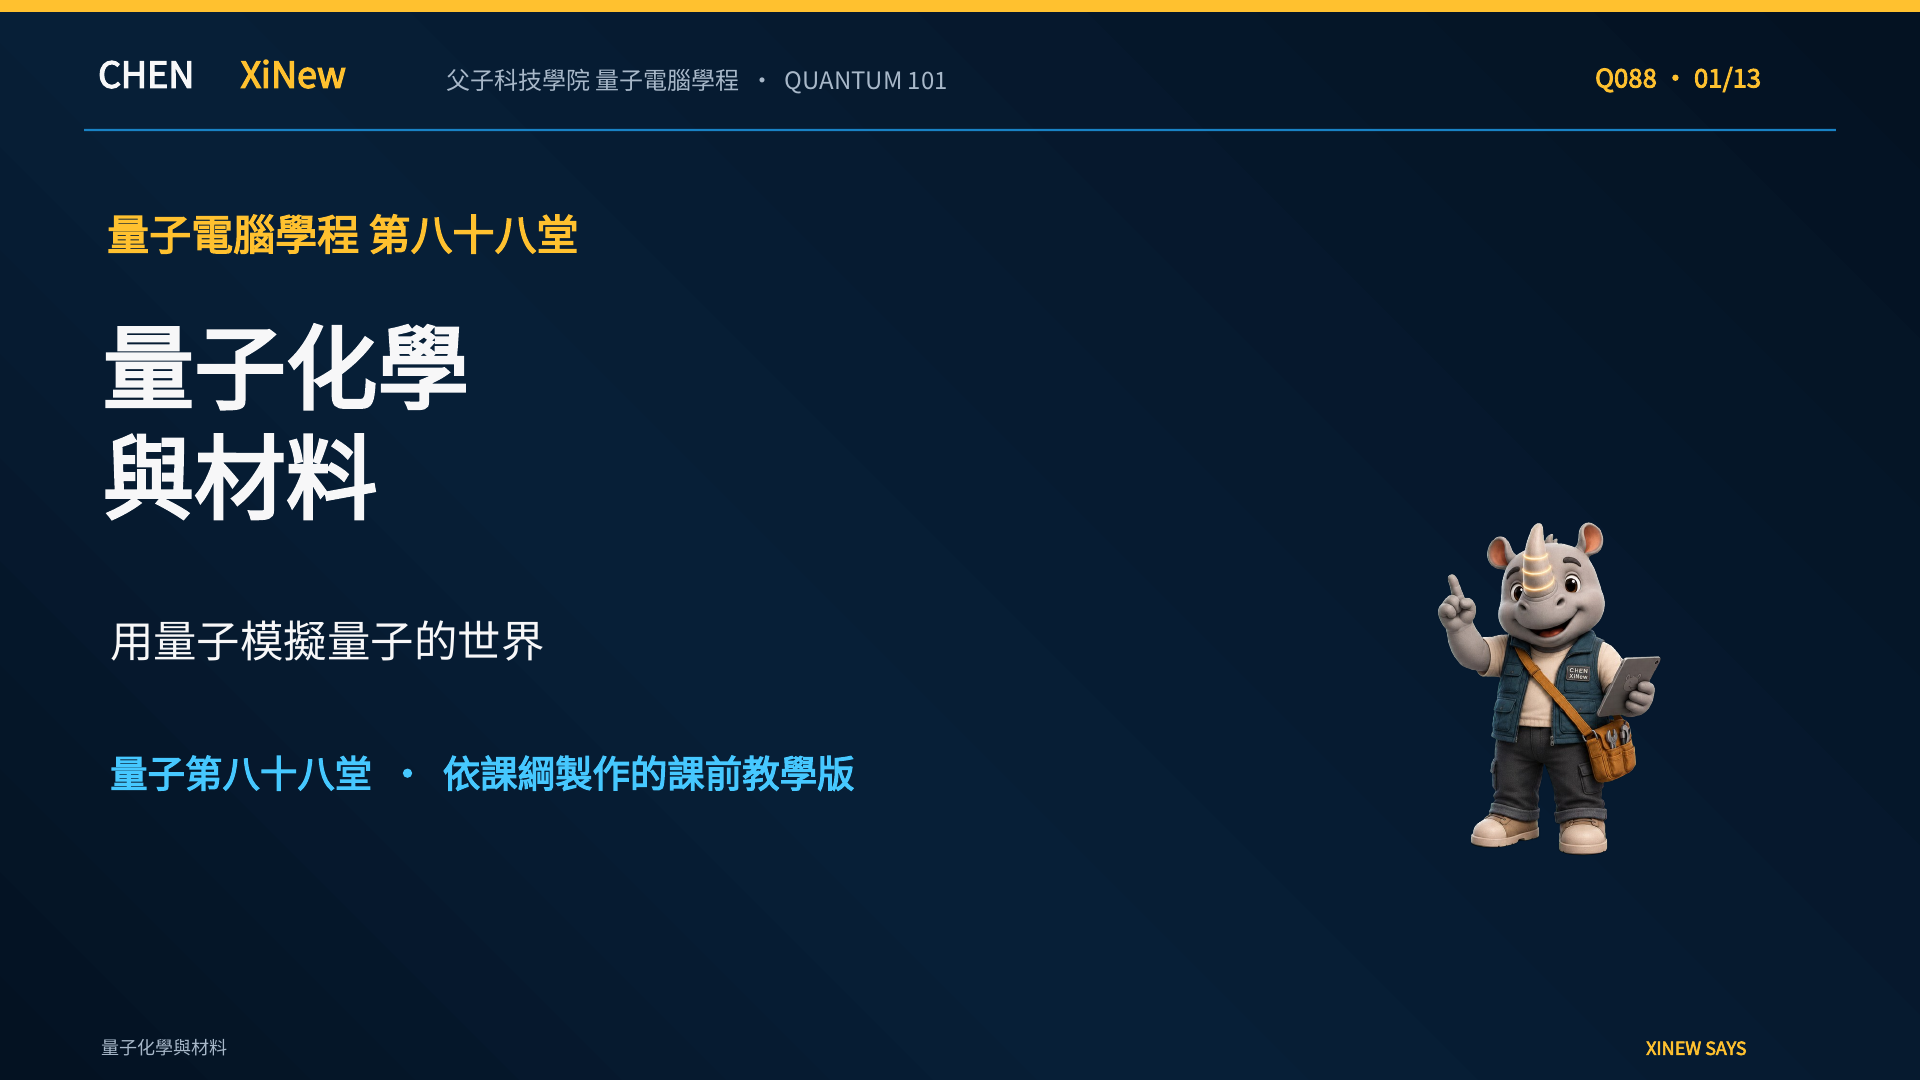 CHEN XiNew 父子科技學院 量子電腦學程 • QUANTUM 101 Q088 • 01/13
量子電腦學程 第八十八堂
量子化學
與材料
用量子模擬量子的世界
CHEN
XiNew
量子第八十八堂 • 依課綱製作的課前教學版
量子化學與材料 XINEW SAYS